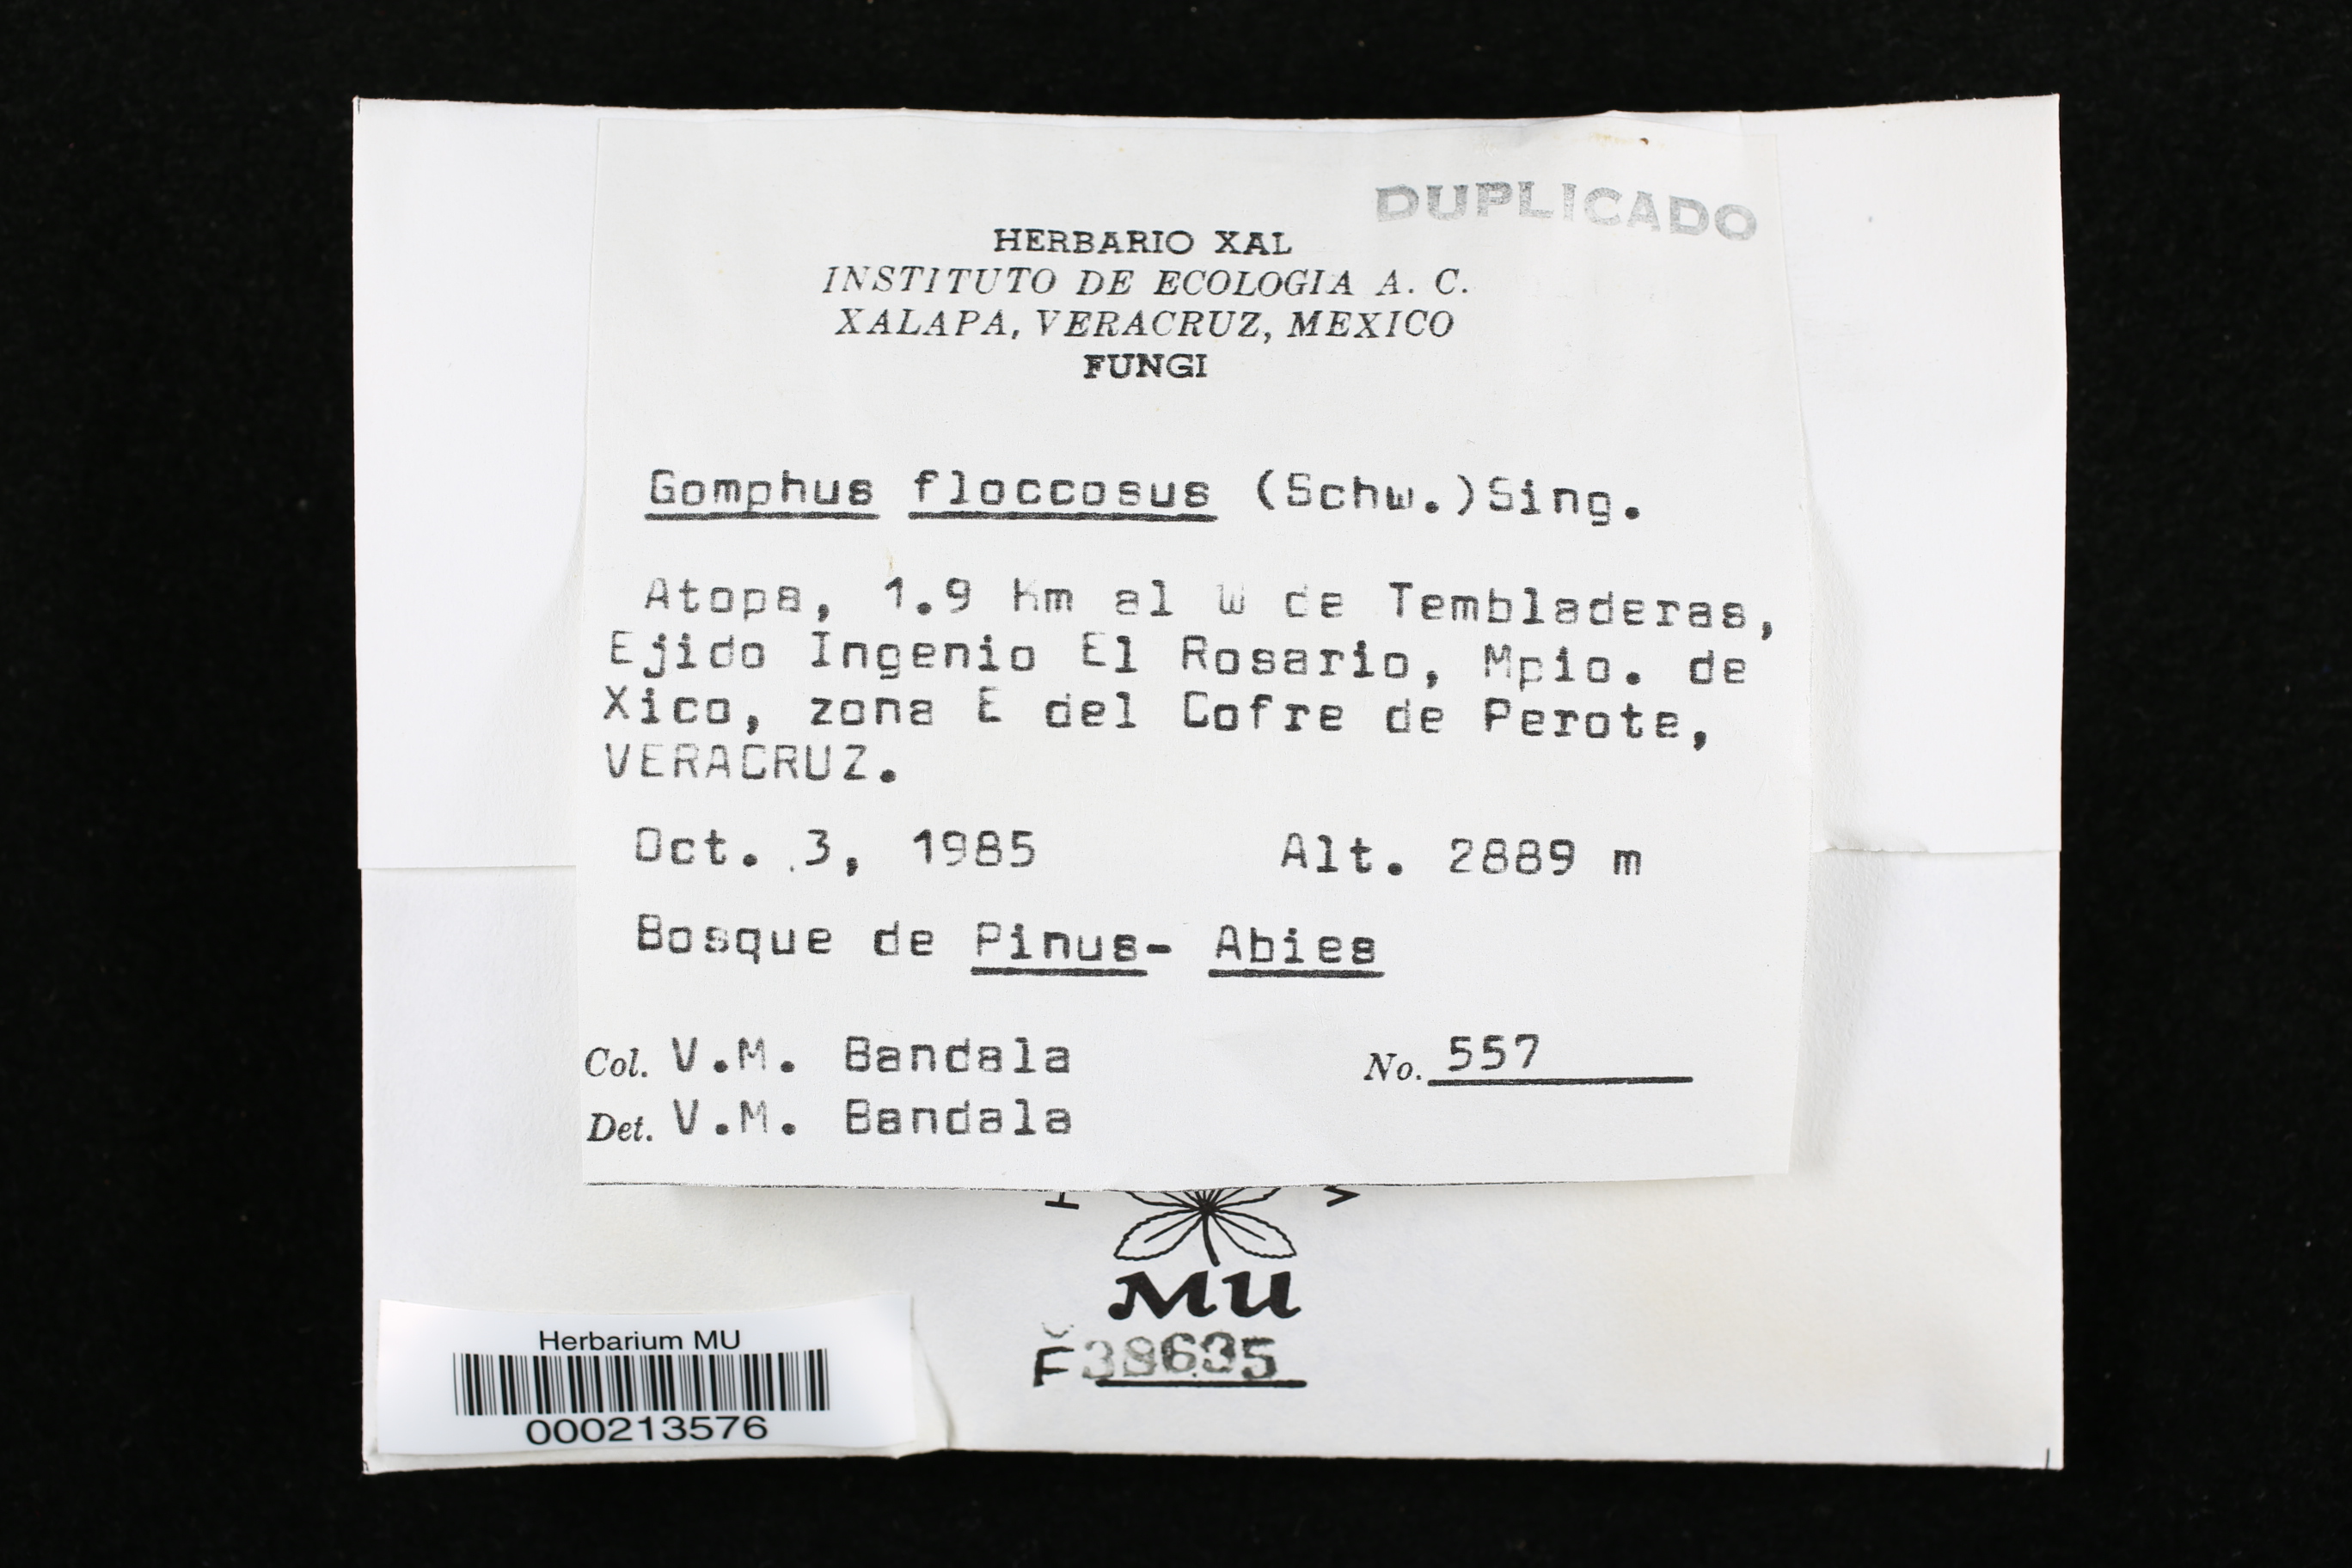 DUPLICADO
HERBARIO XAL
INSTITUTO DE ECOLOGIA A. C.
XALAPA, VERACRUZ, MEXICO
FUNGI
Gomphus floccosus (Schw.)Sing.
Atopa, 1.9 Km al W de Tembladeras,
Ejido Ingenio El Rosario, Mpio. de
Xico, zona E del Cofre de Perote,
VERACRUZ.
Oct. 3, 1985 Alt. 2889 m
Bosque de Pinus- Abies
Col. V.M. Bandala No. 557
Det. V.M. Bandala
MU
F38635
Herbarium MU
000213576